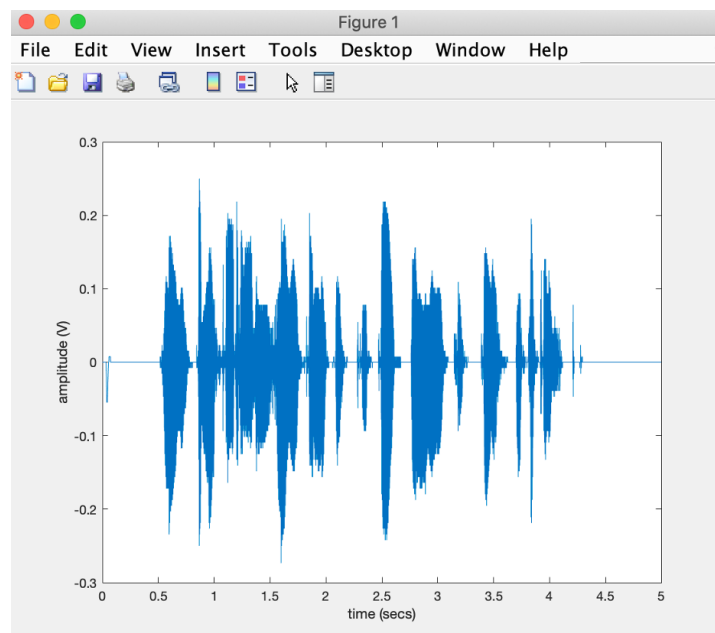 Figure 1
File Edit View Insert Tools Desktop Window Help
0.3
0.2
0.1
0
-0.1
-0.2
-0.3
amplitude (V)
0 0.5 1 1.5 2 2.5 3 3.5 4 4.5 5
time (secs)